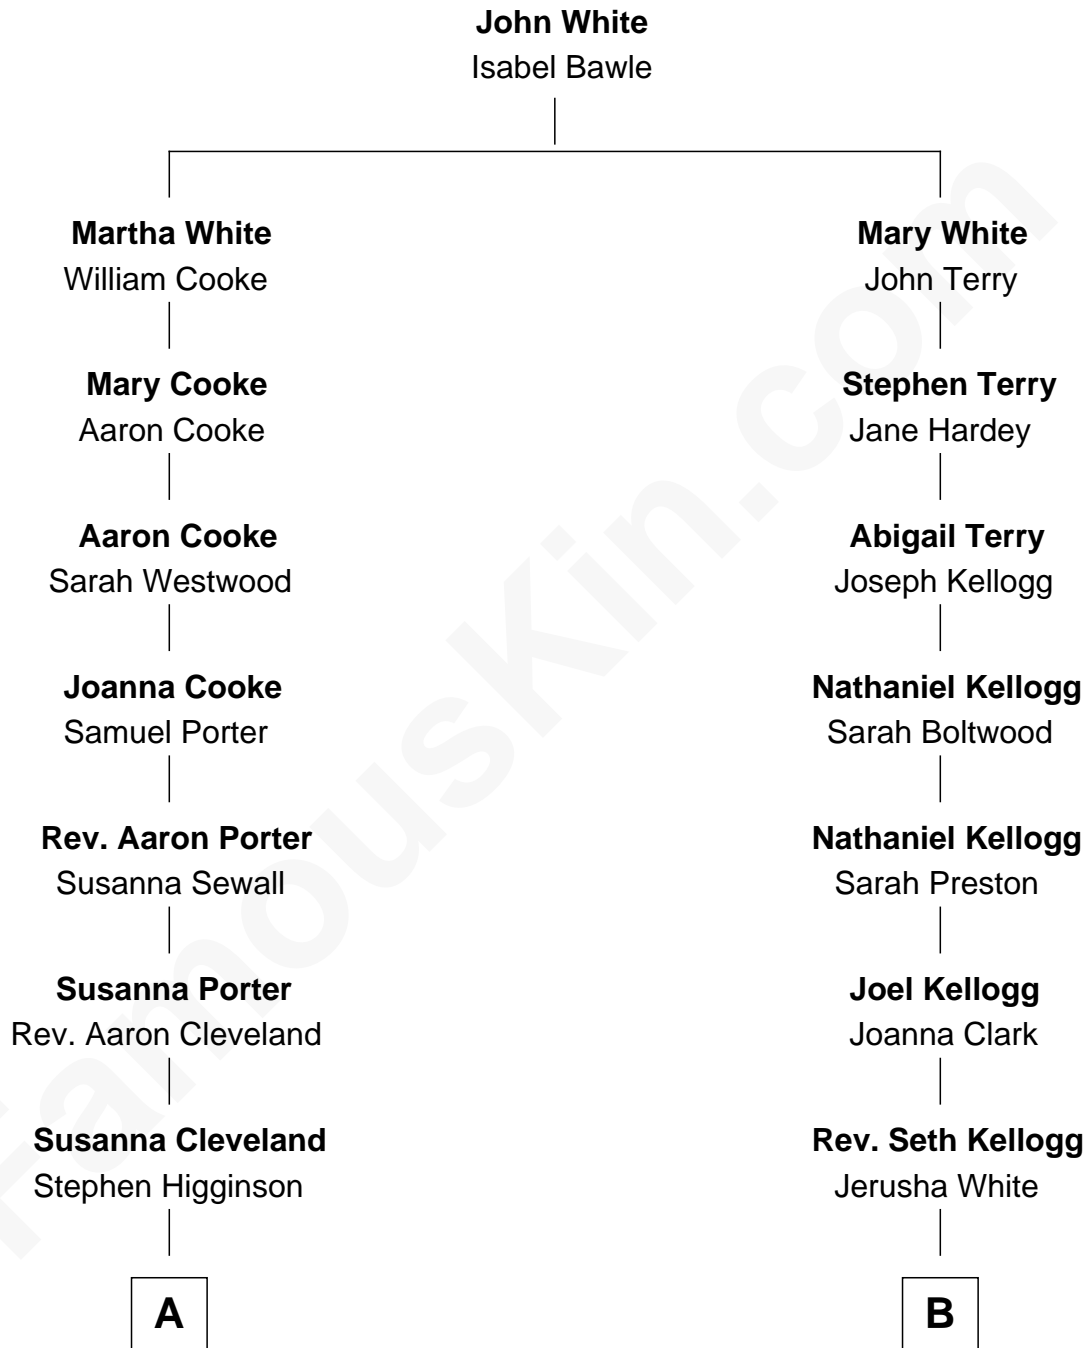 John White
Isabel Bawle
Martha White
William Cooke
Mary White
John Terry
Mary Cooke
Aaron Cooke
Stephen Terry
Jane Hardey
Aaron Cooke
Sarah Westwood
Abigail Terry
Joseph Kellogg
Joanna Cooke
Samuel Porter
Nathaniel Kellogg
Sarah Boltwood
Rev. Aaron Porter
Susanna Sewall
Nathaniel Kellogg
Sarah Preston
Susanna Porter
Rev. Aaron Cleveland
Joel Kellogg
Joanna Clark
Susanna Cleveland
Stephen Higginson
Rev. Seth Kellogg
Jerusha White
A
B
FamousKin.com